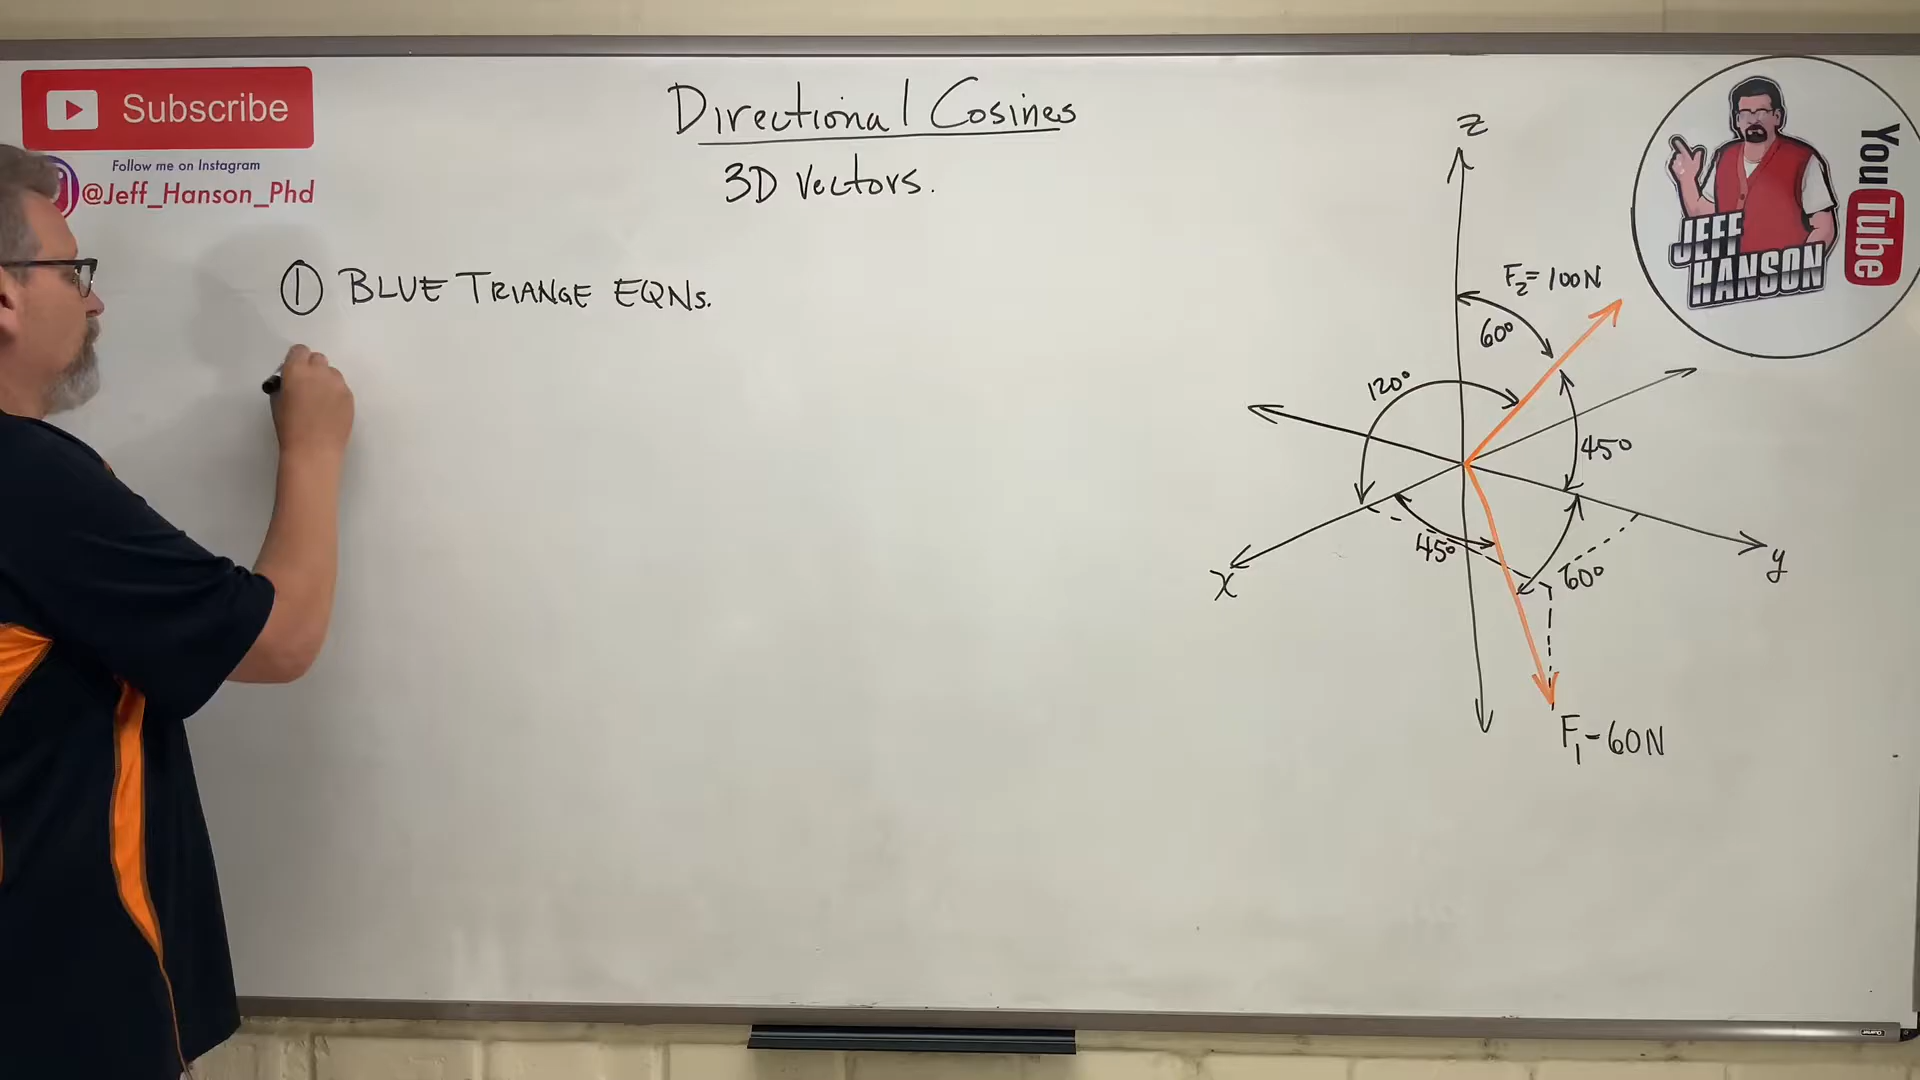 Subscribe
Follow me on Instagram
@Jeff_Hanson_Phd
Directional Cosines
3D Vectors.
① BLUE TRIANGE EQNs.
z
F₂=100N
60°
120°
45°
45°
60°
x
y
F₁-60N
JEFF
HANSON
YouTube